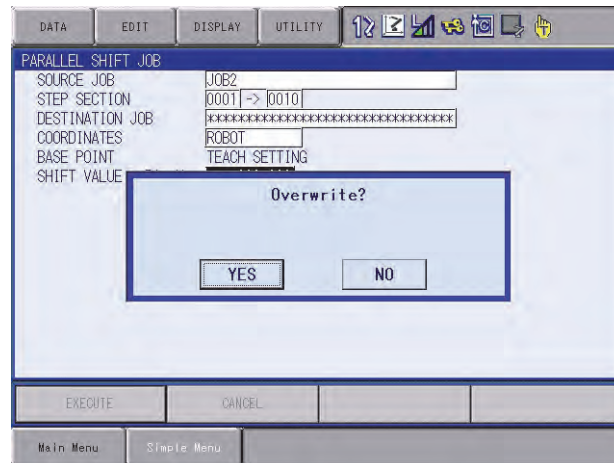 DATA EDIT DISPLAY UTILITY
PARALLEL SHIFT JOB
SOURCE JOB JOB2
STEP SECTION 0001 -> 0010
DESTINATION JOB ********************************
COORDINATES ROBOT
BASE POINT TEACH SETTING
SHIFT VALUE
Overwrite?
YES NO
EXECUTE CANCEL
Main Menu Simple Menu